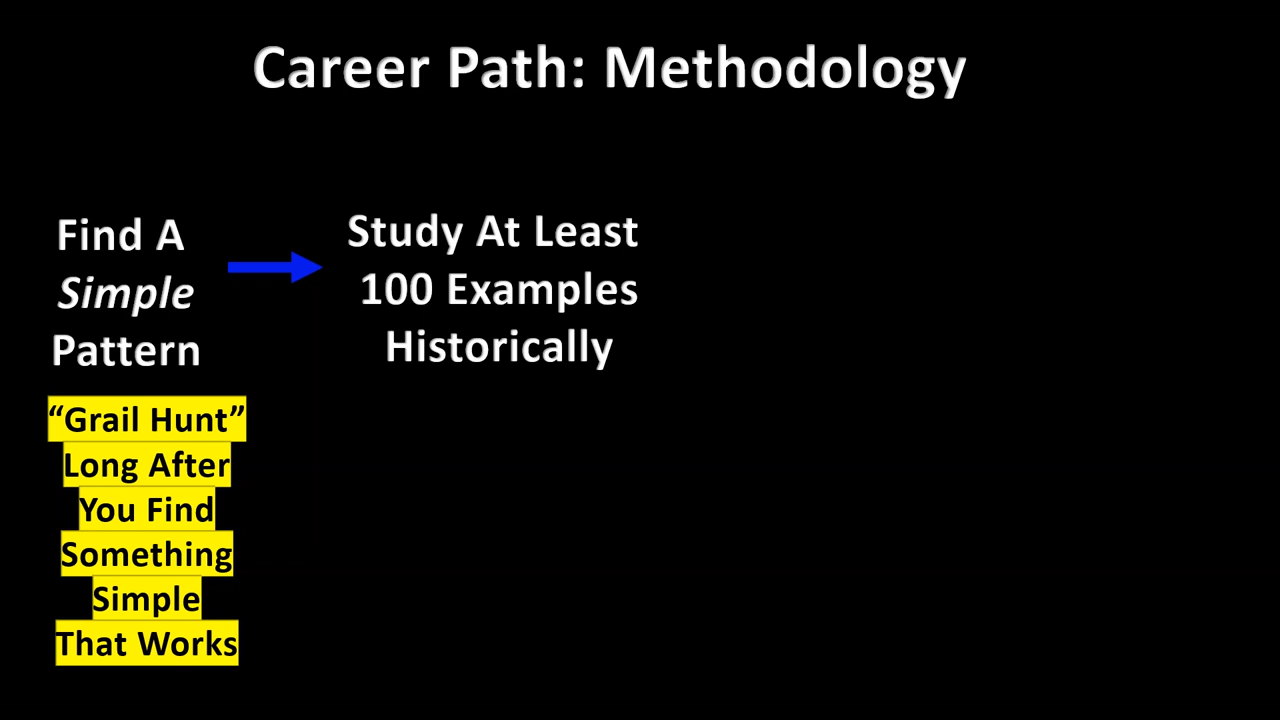 Career Path: Methodology
Find A
Simple
Pattern
Study At Least
100 Examples
Historically
“Grail Hunt”
Long After
You Find
Something
Simple
That Works